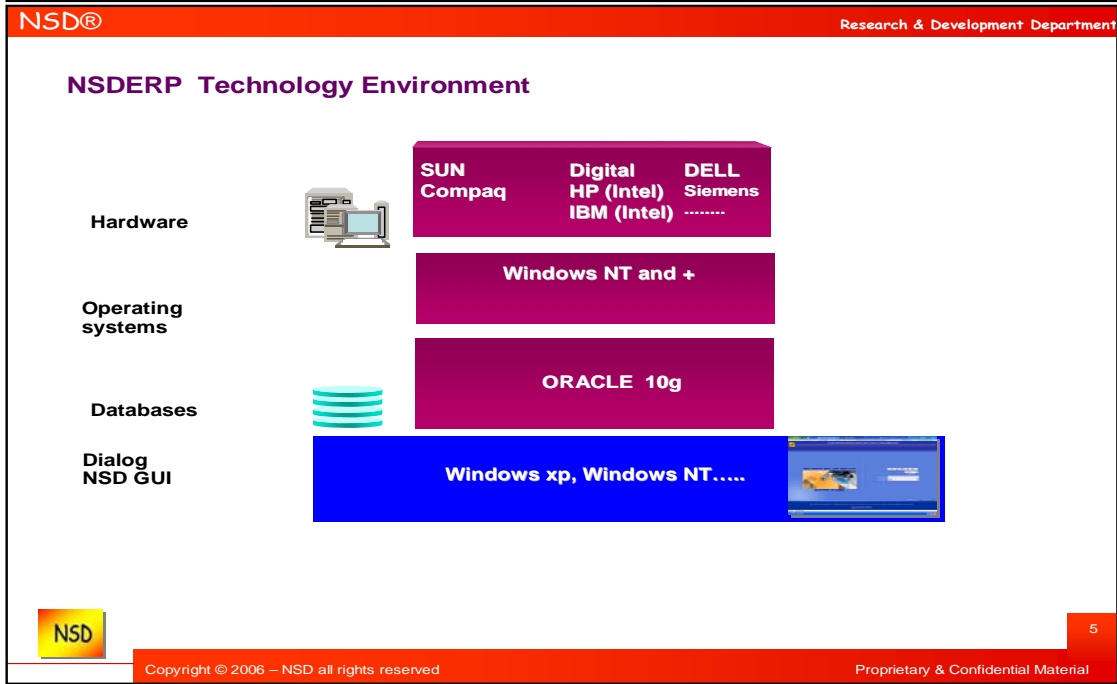 NSD®
Research & Development Department
NSDERP Technology Environment
Hardware
SUN Digital DELL
Compaq HP (Intel) Siemens
IBM (Intel) --------
Operating
systems
Windows NT and +
Databases
ORACLE 10g
Dialog
NSD GUI
Windows xp, Windows NT…..
NSD
5
Copyright © 2006 – NSD all rights reserved
Proprietary & Confidential Material